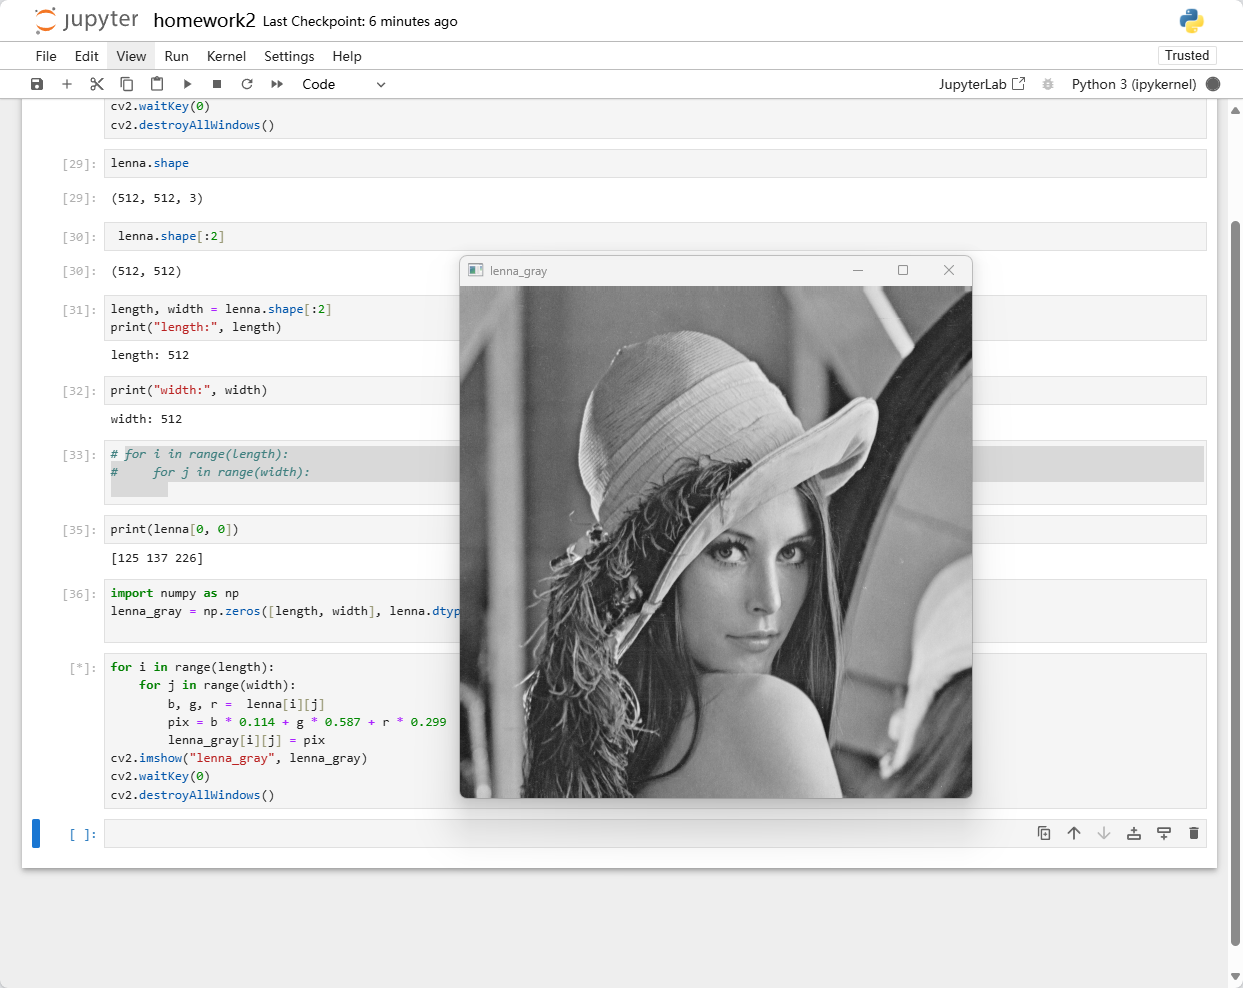 jupyter homework2 Last Checkpoint: 6 minutes ago
File Edit View Run Kernel Settings Help
Trusted
Code
JupyterLab
Python 3 (ipykernel)
cv2.waitKey(0)
cv2.destroyAllWindows()
[29]: lenna.shape
[29]: (512, 512, 3)
[30]: lenna.shape[:2]
[30]: (512, 512)
[31]: length, width = lenna.shape[:2]
print("length:", length)
length: 512
[32]: print("width:", width)
width: 512
[33]: # for i in range(length):
#     for j in range(width):
[35]: print(lenna[0, 0])
[125 137 226]
[36]: import numpy as np
lenna_gray = np.zeros([length, width], lenna.dtyp
[*]: for i in range(length):
    for j in range(width):
        b, g, r =  lenna[i][j]
        pix = b * 0.114 + g * 0.587 + r * 0.299
        lenna_gray[i][j] = pix
cv2.imshow("lenna_gray", lenna_gray)
cv2.waitKey(0)
cv2.destroyAllWindows()
[ ]:
lenna_gray